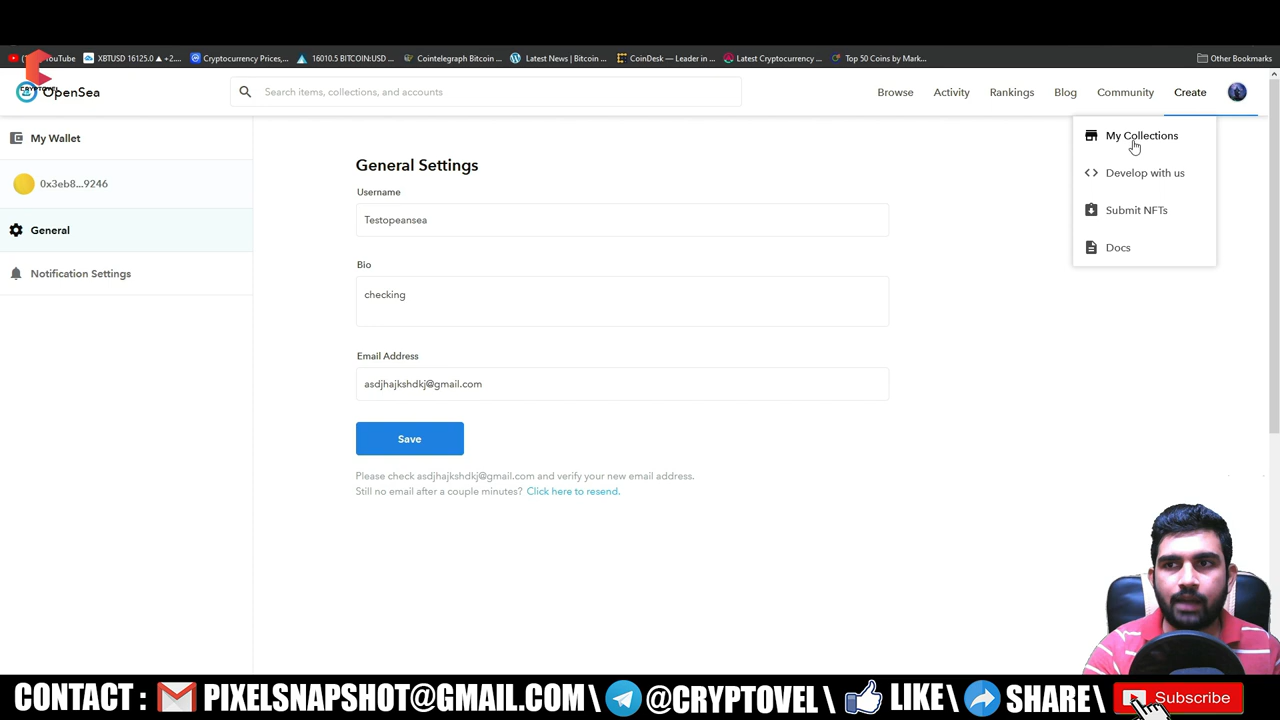 YouTube
XBTUSD 16125.0 ▲ +2....
Cryptocurrency Prices,...
16010.5 BITCOIN:USD ...
Cointelegraph Bitcoin ...
Latest News | Bitcoin ...
CoinDesk — Leader in ...
Latest Cryptocurrency ...
Top 50 Coins by Mark...
Other Bookmarks
CRYPTOVEL
OpenSea
Search items, collections, and accounts
Browse
Activity
Rankings
Blog
Community
Create
My Wallet
0x3eb8...9246
General
Notification Settings
General Settings
Username
Testopeansea
Bio
checking
Email Address
asdjhajkshdkj@gmail.com
Save
Please check asdjhajkshdkj@gmail.com and verify your new email address.
Still no email after a couple minutes? Click here to resend.
My Collections
Develop with us
Submit NFTs
Docs
CONTACT : PIXELSNAPSHOT@GMAIL.COM \ @CRYPTOVEL \ LIKE \ SHARE \ Subscribe